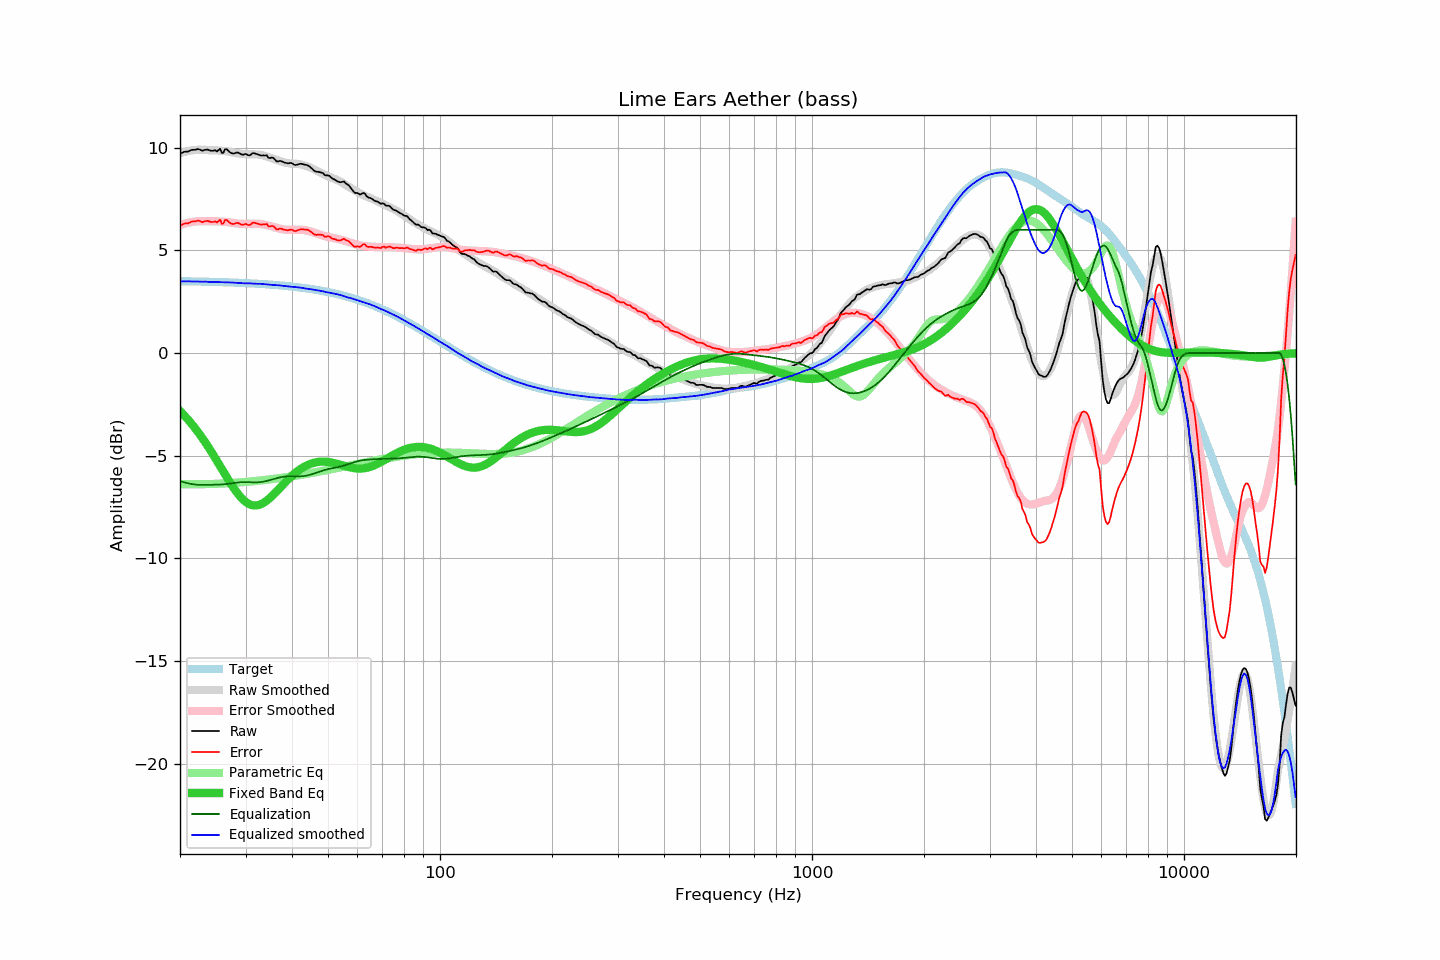 Lime Ears Aether (bass)
10
5
0
−5
−10
−15
−20
Amplitude (dBr)
Target
Raw Smoothed
Error Smoothed
Raw
Error
Parametric Eq
Fixed Band Eq
Equalization
Equalized smoothed
100 1000 10000
Frequency (Hz)